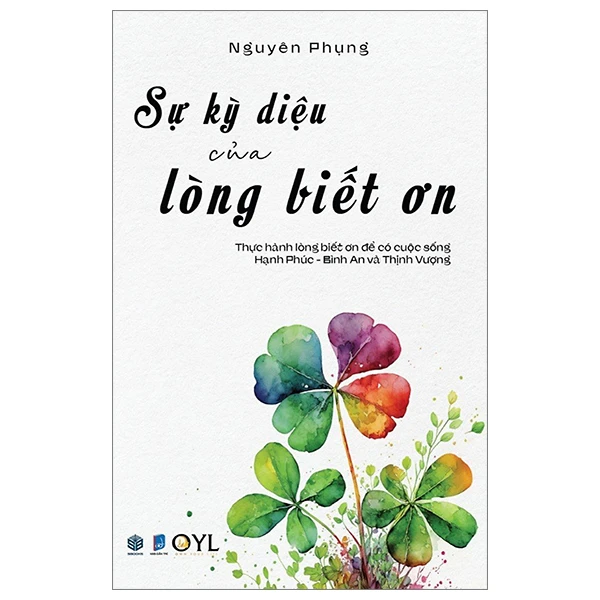 Nguyên Phụng
Sự kỳ diệu
của
lòng biết ơn
Thực hành lòng biết ơn để có cuộc sống
Hạnh Phúc - Bình An và Thịnh Vượng
OYL